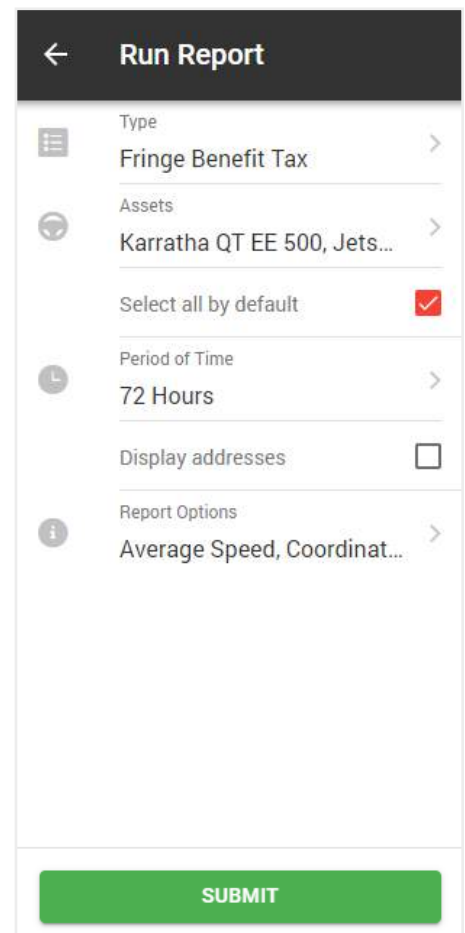 Run Report
Type
Fringe Benefit Tax
Assets
Karratha QT EE 500, Jets...
Select all by default
Period of Time
72 Hours
Display addresses
Report Options
Average Speed, Coordinat...
SUBMIT